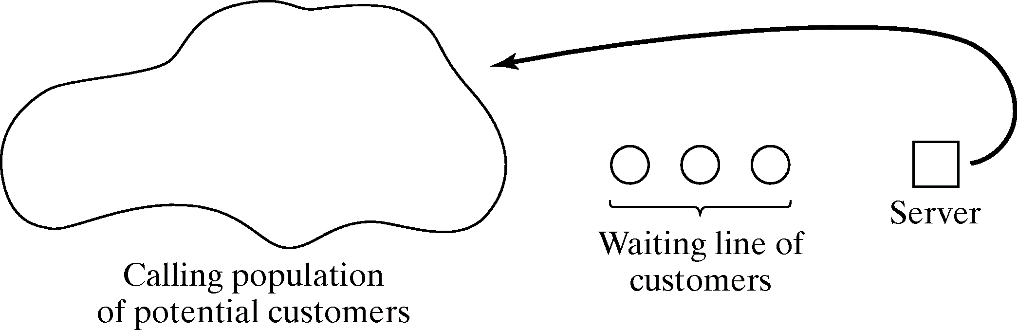 Server
Waiting line of
customers
Calling population
of potential customers